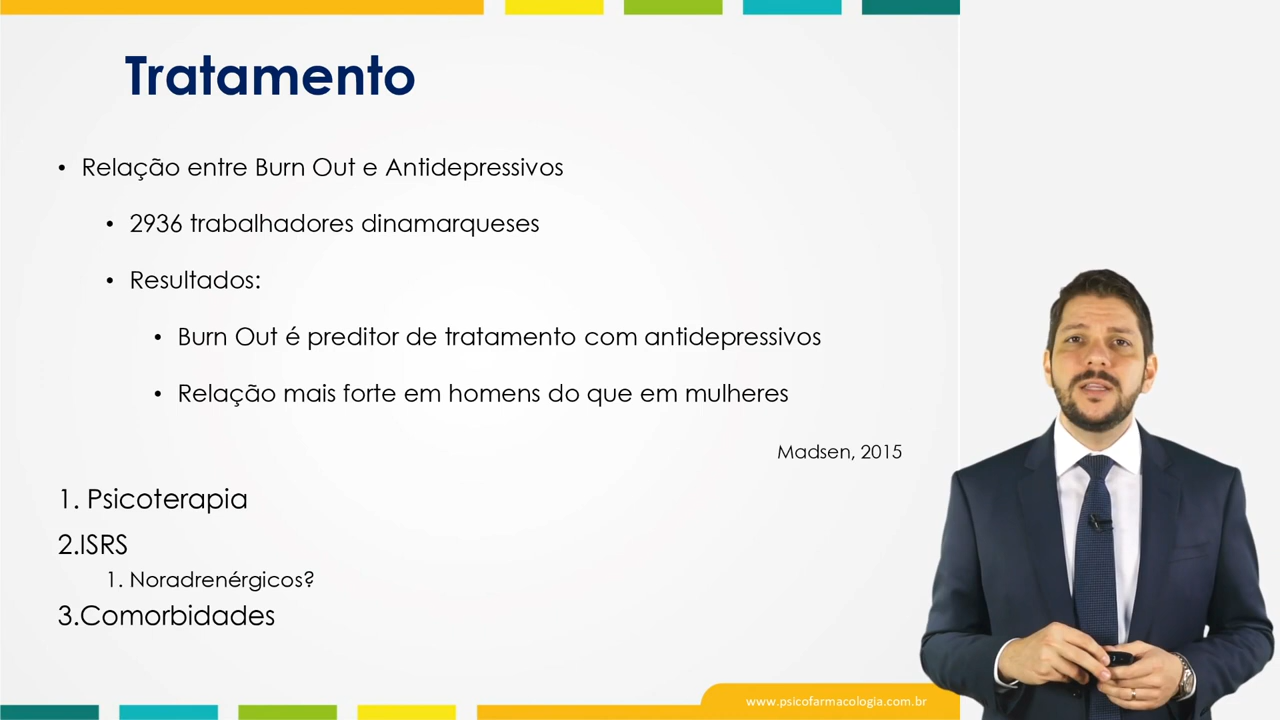 Tratamento
• Relação entre Burn Out e Antidepressivos
• 2936 trabalhadores dinamarqueses
• Resultados:
• Burn Out é preditor de tratamento com antidepressivos
• Relação mais forte em homens do que em mulheres
Madsen, 2015
1. Psicoterapia
2.ISRS
1. Noradrenérgicos?
3.Comorbidades
www.psicofarmacologia.com.br